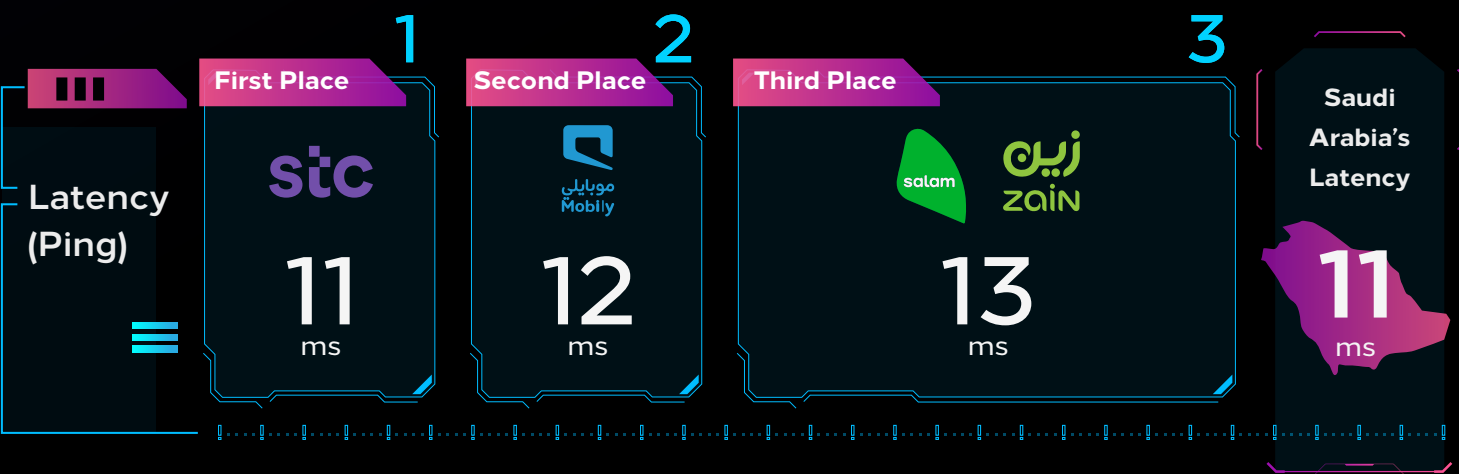 Latency
(Ping)
1
First Place
stc
11
ms
2
Second Place
موبايلي
Mobily
12
ms
3
Third Place
salam
زين
zain
13
ms
Saudi
Arabia’s
Latency
11
ms